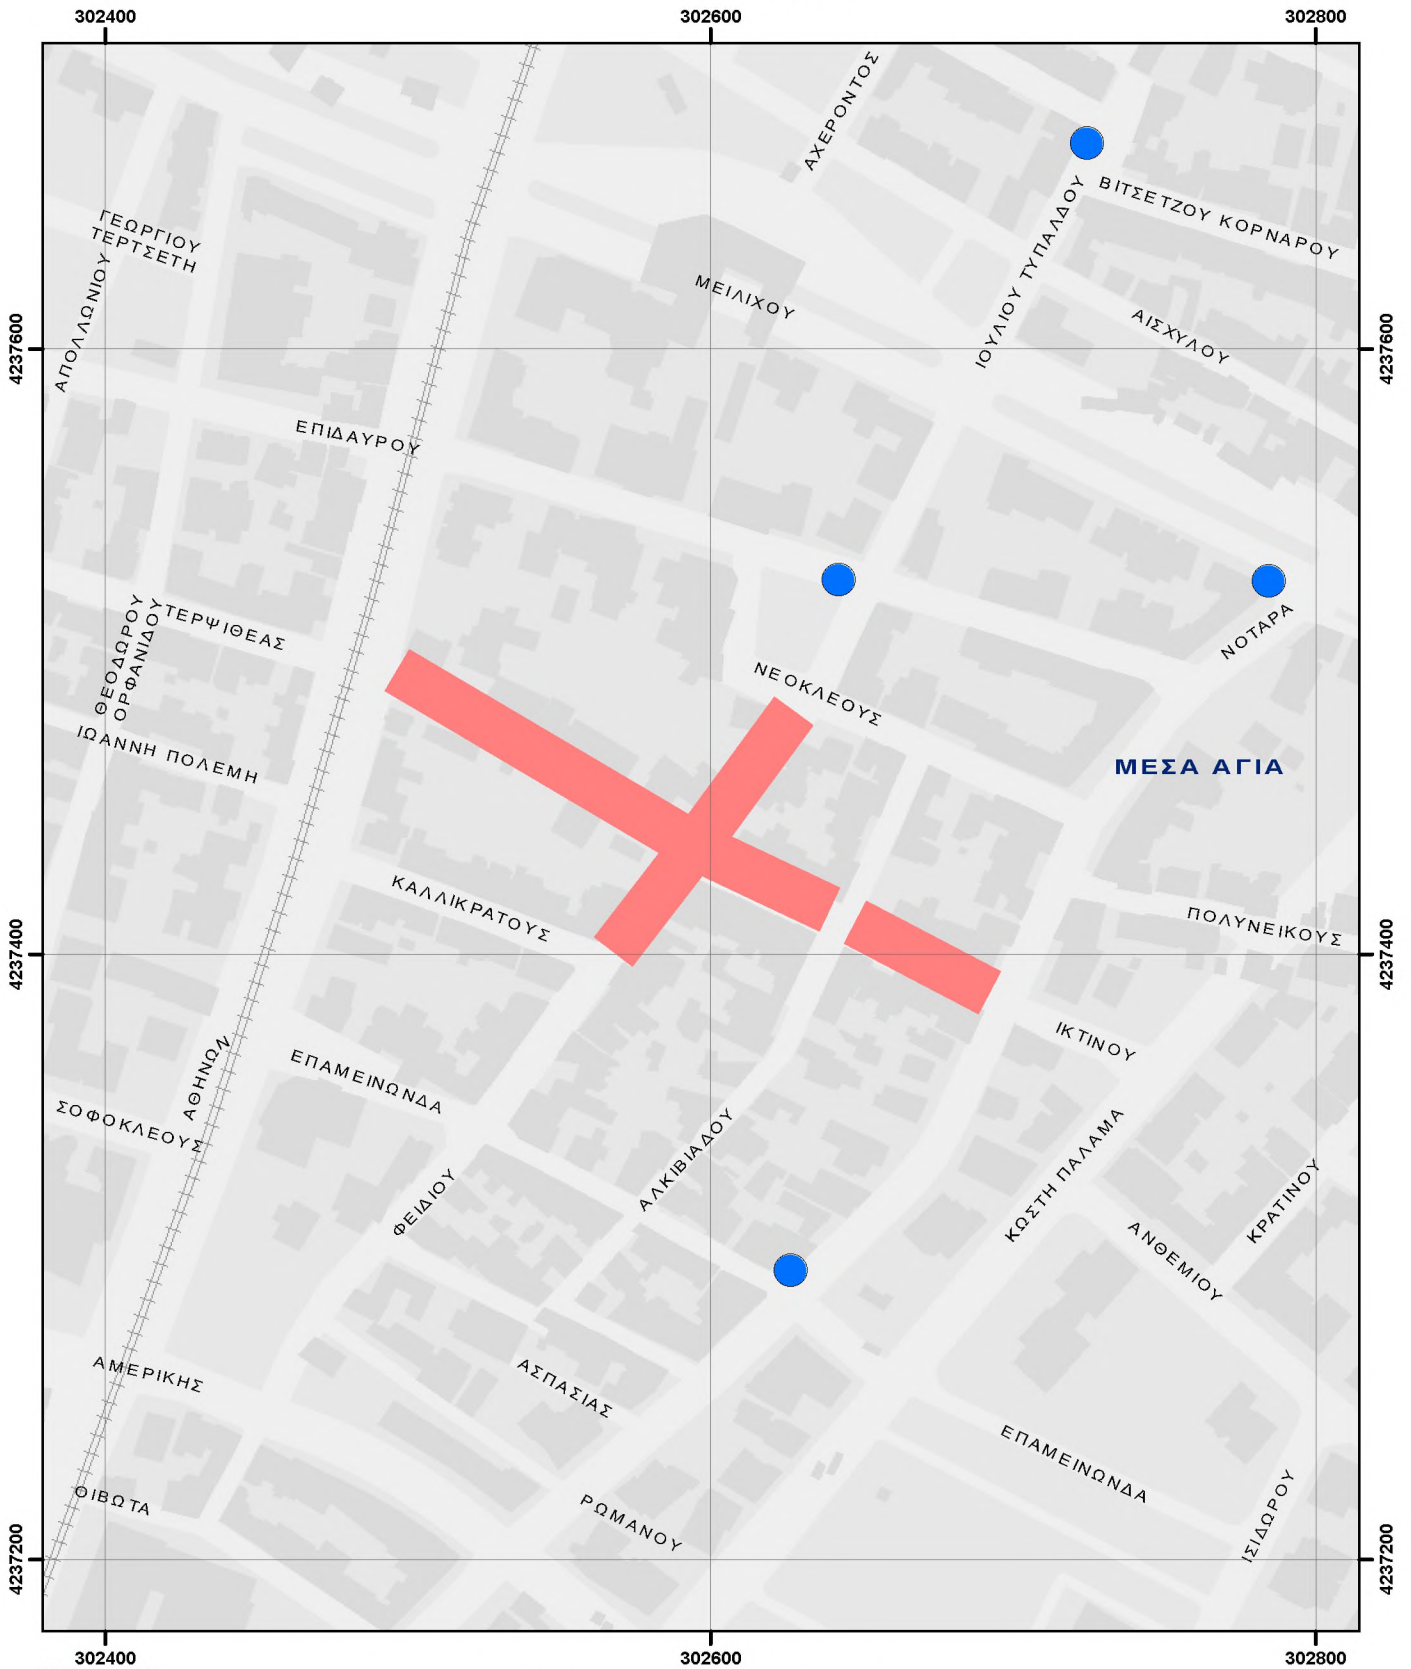 302400
302600
302800
ΑΧΕΡΟΝΤΟΣ
ΒΙΤΣΕΤΖΟΥ ΚΟΡΝΑΡΟΥ
ΓΕΩΡΓΙΟΥ
ΤΕΡΤΣΕΤΗ
ΙΟΥΛΙΟΥ ΤΥΠΑΛΔΟΥ
ΜΕΙΛΙΧΟΥ
ΑΠΟΛΛΩΝΙΟΥ
ΑΙΣΧΥΛΟΥ
4237600
4237600
ΕΠΙΔΑΥΡΟΥ
ΤΕΡΨΙΘΕΑΣ
ΝΟΤΑΡΑ
ΘΕΟΔΩΡΟΥ
ΟΡΦΑΝΙΔΟΥ
ΝΕΟΚΛΕΟΥΣ
ΙΩΑΝΝΗ ΠΟΛΕΜΗ
ΜΕΣΑ ΑΓΙΑ
ΚΑΛΛΙΚΡΑΤΟΥΣ
ΠΟΛΥΝΕΙΚΟΥΣ
4237400
4237400
ΙΚΤΙΝΟΥ
ΑΘΗΝΩΝ
ΕΠΑΜΕΙΝΩΝΔΑ
ΣΟΦΟΚΛΕΟΥΣ
ΑΛΚΙΒΙΑΔΟΥ
ΚΩΣΤΗ ΠΑΛΑΜΑ
ΦΕΙΔΙΟΥ
ΚΡΑΤΙΝΟΥ
ΑΝΘΕΜΙΟΥ
ΑΜΕΡΙΚΗΣ
ΑΣΠΑΣΙΑΣ
ΕΠΑΜΕΙΝΩΝΔΑ
ΘΙΒΩΤΑ
ΡΩΜΑΝΟΥ
ΙΣΙΔΩΡΟΥ
4237200
4237200
302400
302600
302800